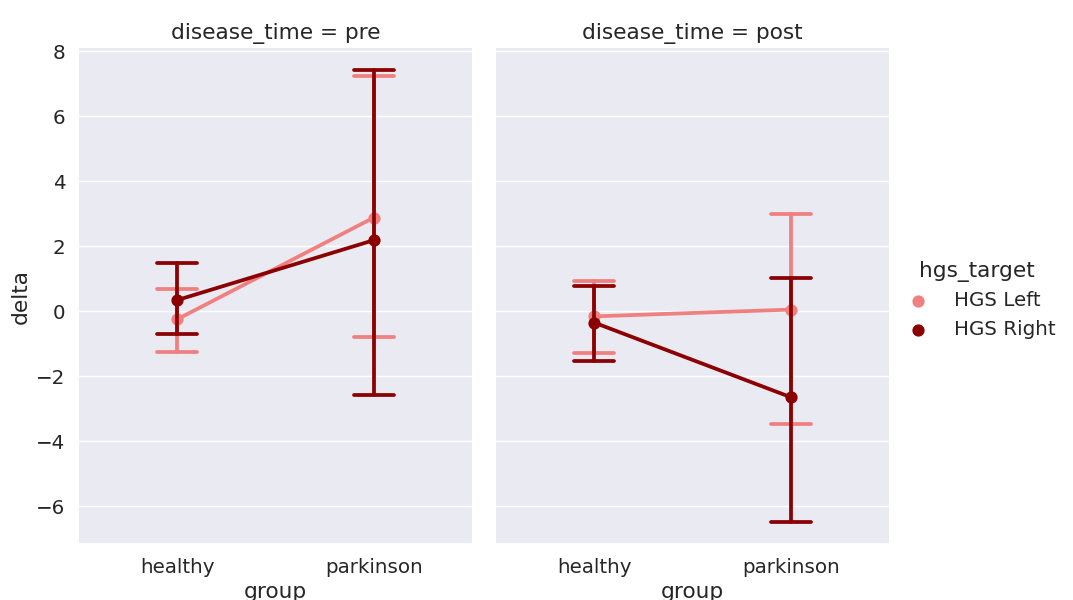 disease_time = pre
disease_time = post
8
6
4
2
0
−2
−4
−6
delta
healthy
parkinson
group
healthy
parkinson
group
hgs_target
HGS Left
HGS Right